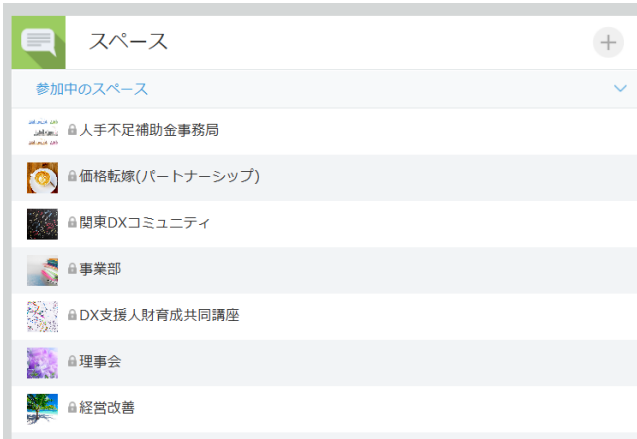 スペース
参加中のスペース
人手不足補助金事務局
価格転嫁(パートナーシップ)
関東DXコミュニティ
事業部
DX支援人財育成共同講座
理事会
経営改善